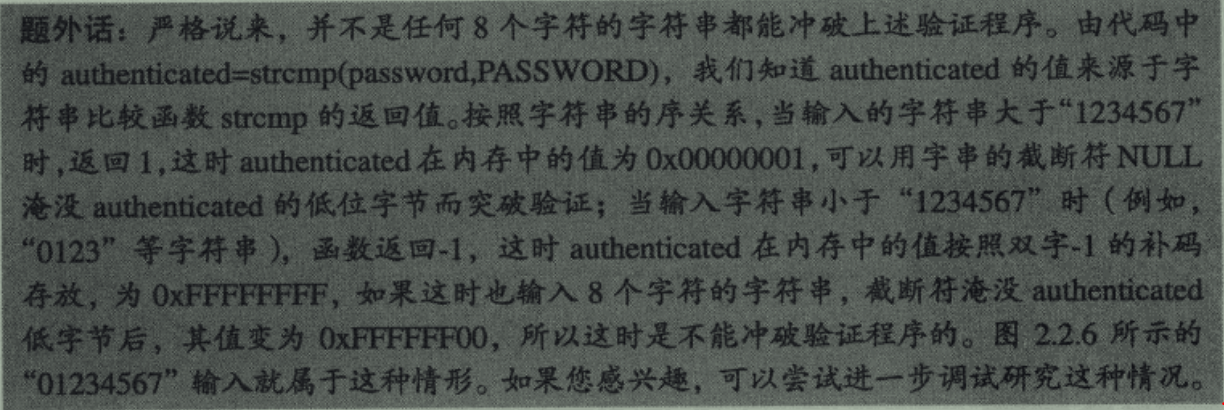 题外话：严格说来，并不是任何 8 个字符的字符串都能冲破上述验证程序。由代码中
的 authenticated=strcmp(password,PASSWORD)，我们知道 authenticated 的值来源于字
符串比较函数 strcmp 的返回值。按照字符串的序关系，当输入的字符串大于“1234567”
时，返回 1，这时 authenticated 在内存中的值为 0x00000001，可以用字串的截断符 NULL
淹没 authenticated 的低位字节而突破验证；当输入字符串小于“1234567”时（例如，
“0123”等字符串），函数返回-1，这时 authenticated 在内存中的值按照双字-1 的补码
存放，为 0xFFFFFFFF，如果这时也输入 8 个字符的字符串，截断符淹没 authenticated
低字节后，其值变为 0xFFFFFF00，所以这时是不能冲破验证程序的。图 2.2.6 所示的
“01234567”输入就属于这种情形。如果您感兴趣，可以尝试进一步调试研究这种情况。